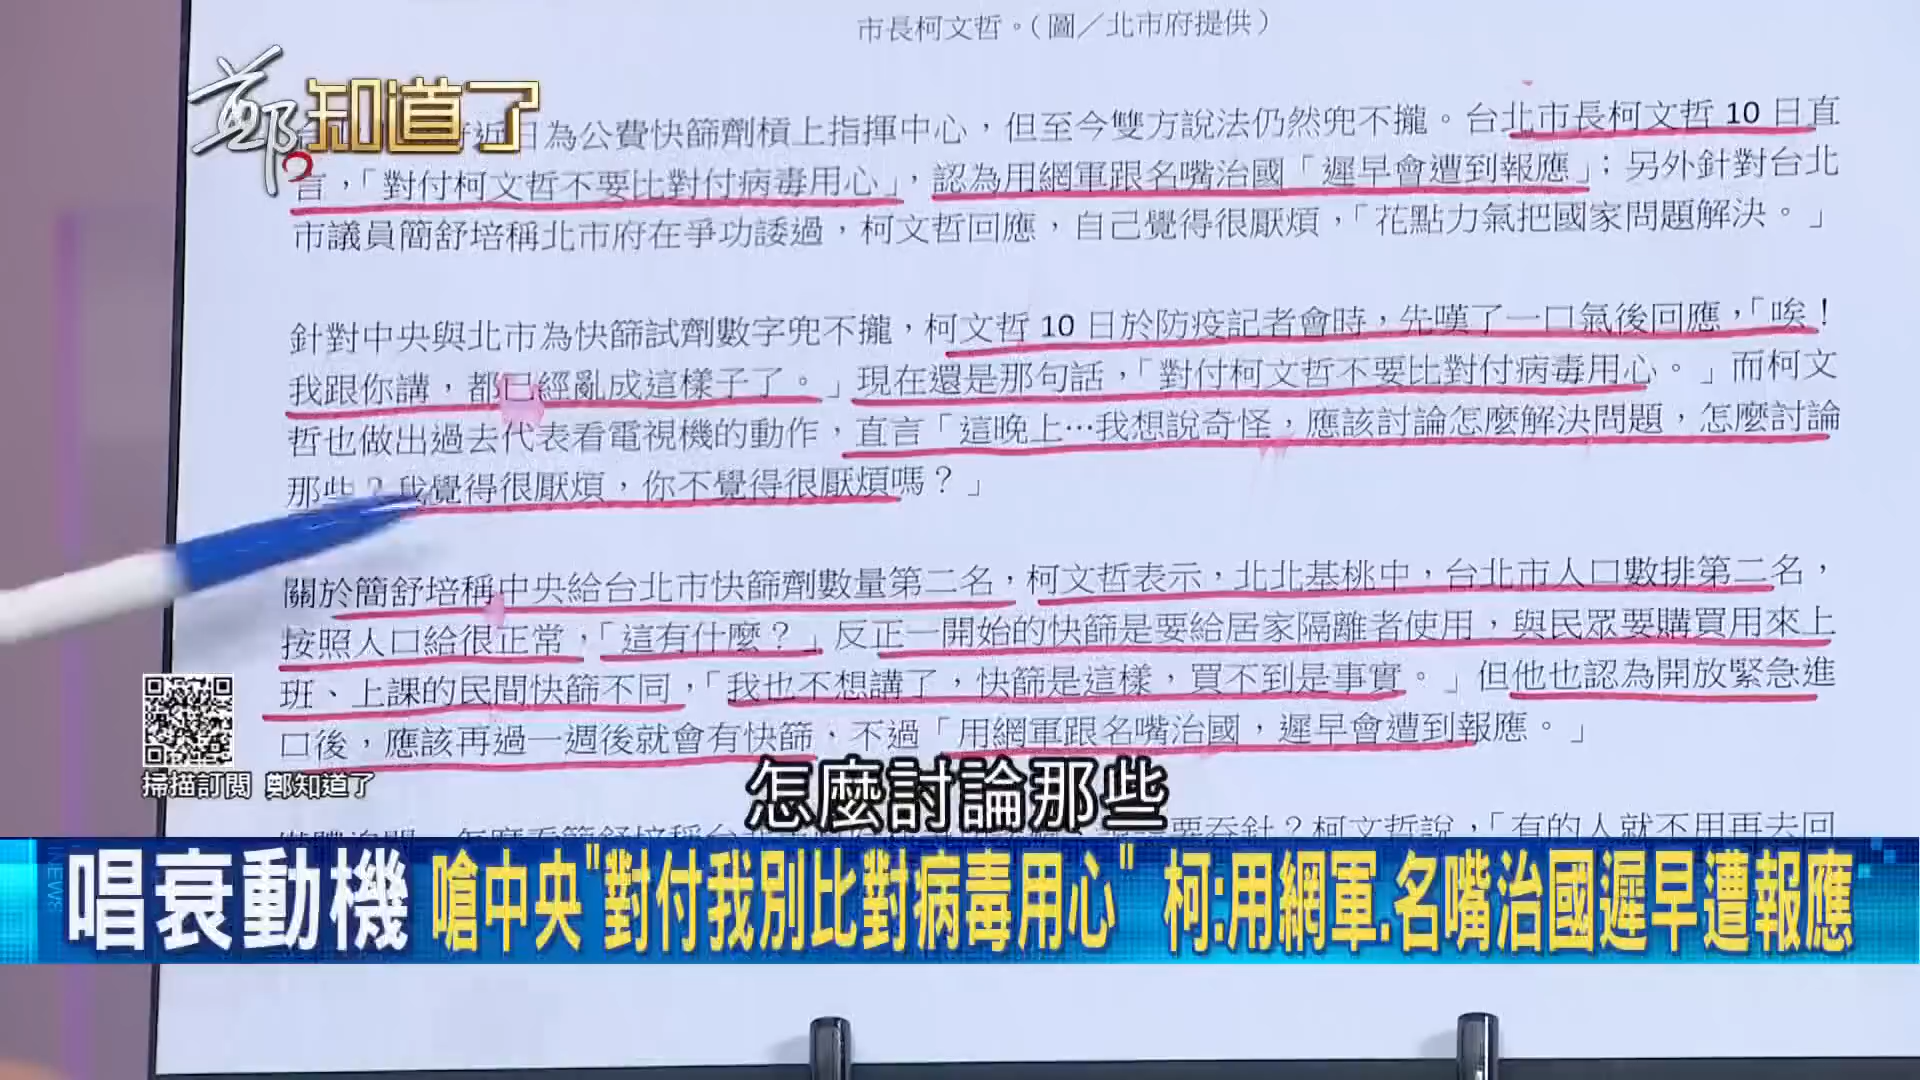 市長柯文哲。（圖／北市府提供）
鄭知道了
近日為公費快篩劑槓上指揮中心，但至今雙方說法仍然兜不攏。台北市長柯文哲 10 日直
言，「對付柯文哲不要比對付病毒用心」，認為用網軍跟名嘴治國「遲早會遭到報應」；另外針對台北
市議員簡舒培稱北市府在爭功諉過，柯文哲回應，自己覺得很厭煩，「花點力氣把國家問題解決。」
針對中央與北市為快篩試劑數字兜不攏，柯文哲 10 日於防疫記者會時，先嘆了一口氣後回應，「唉！
我跟你講，都已經亂成這樣子了。」現在還是那句話，「對付柯文哲不要比對付病毒用心。」而柯文
哲也做出過去代表看電視機的動作，直言「這晚上…我想說奇怪，應該討論怎麼解決問題，怎麼討論
那些？我覺得很厭煩，你不覺得很厭煩嗎？」
關於簡舒培稱中央給台北市快篩劑數量第二名，柯文哲表示，北北基桃中，台北市人口數排第二名，
按照人口給很正常，「這有什麼？」反正一開始的快篩是要給居家隔離者使用，與民眾要購買用來上
班、上課的民間快篩不同，「我也不想講了，快篩是這樣，買不到是事實。」但他也認為開放緊急進
口後，應該再過一週後就會有快篩，不過「用網軍跟名嘴治國，遲早會遭到報應。」
掃描訂閱 鄭知道了
怎麼討論那些
柯文哲說，「有的人就不用再去回
唱衰動機 嗆中央"對付我別比對病毒用心" 柯:用網軍.名嘴治國遲早遭報應